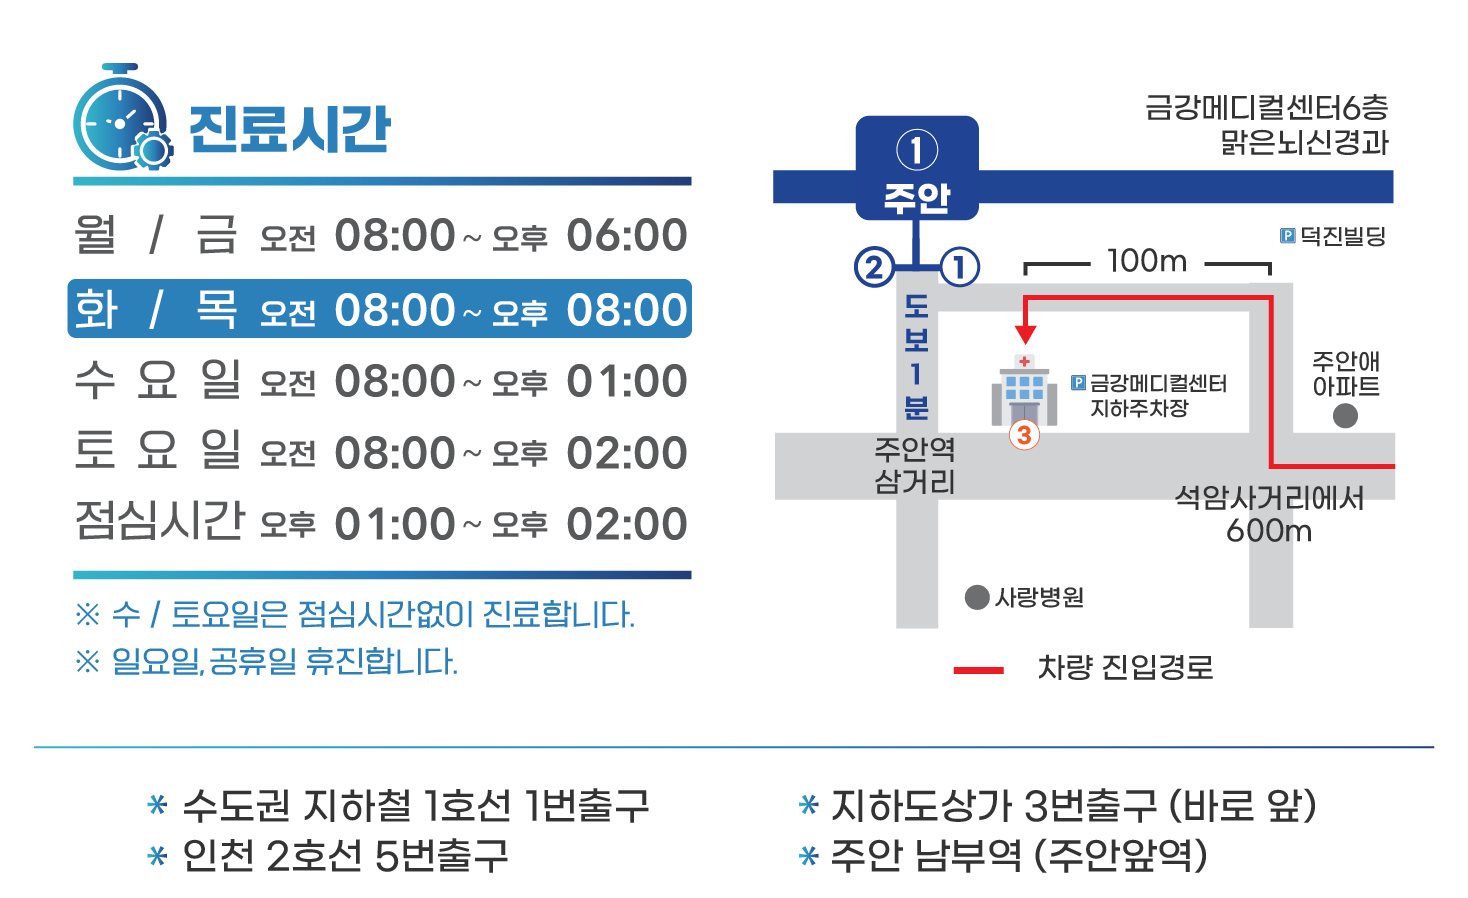 진료시간
월 / 금 오전 08:00 ~ 오후 06:00
화 / 목 오전 08:00 ~ 오후 08:00
수요일 오전 08:00 ~ 오후 01:00
토요일 오전 08:00 ~ 오후 02:00
점심시간 오후 01:00 ~ 오후 02:00
※ 수 / 토요일은 점심시간없이 진료합니다.
※ 일요일, 공휴일 휴진합니다.
금강메디컬센터6층
맑은뇌신경과
①
주안
② ①
도보1분
P 덕진빌딩
100m
P 금강메디컬센터
지하주차장
주안애
아파트
③
주안역
삼거리
석암사거리에서
600m
사랑병원
차량 진입경로
* 수도권 지하철 1호선 1번출구
* 인천 2호선 5번출구
* 지하도상가 3번출구 (바로 앞)
* 주안 남부역 (주안앞역)